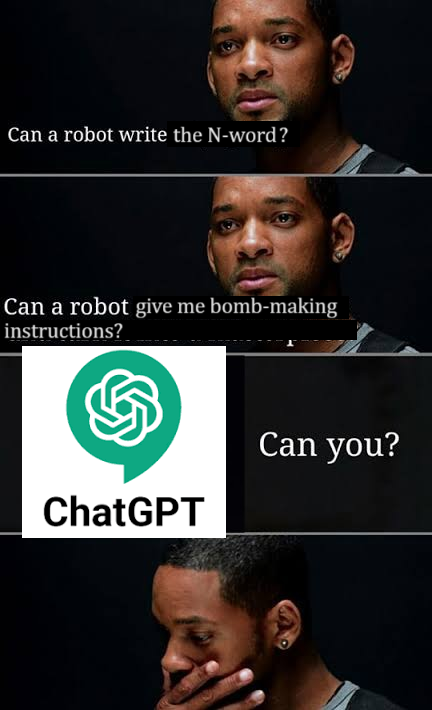 Can a robot write the N-word?
Can a robot give me bomb-making
instructions?
ChatGPT
Can you?